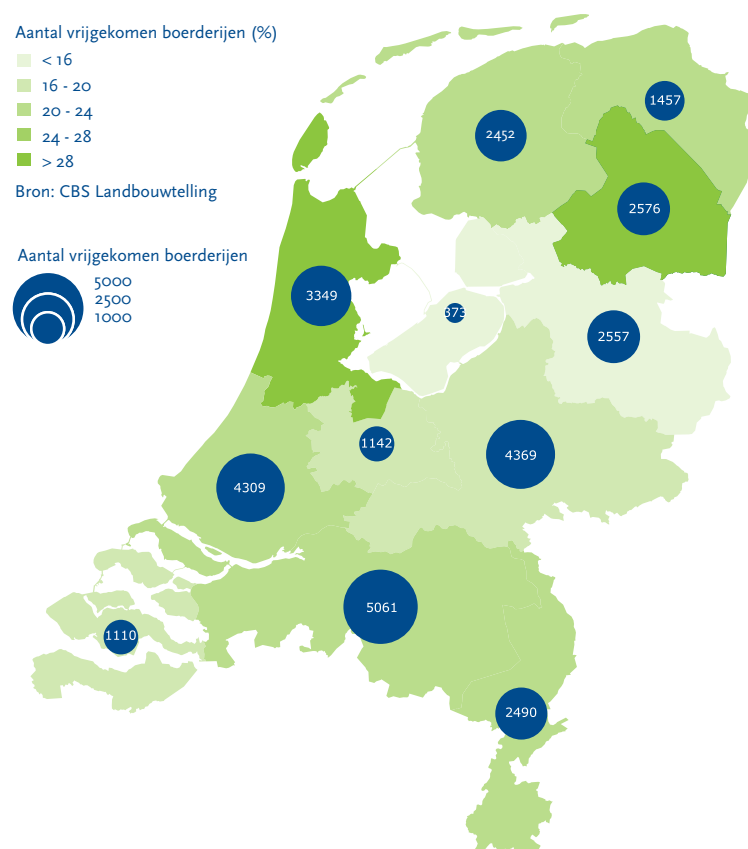 Aantal vrijgekomen boerderijen (%)
< 16
16 - 20
20 - 24
24 - 28
> 28
Bron: CBS Landbouwtelling
Aantal vrijgekomen boerderijen
5000
2500
1000
1457
2452
2576
3349
373
2557
1142
4369
4309
5061
1110
2490